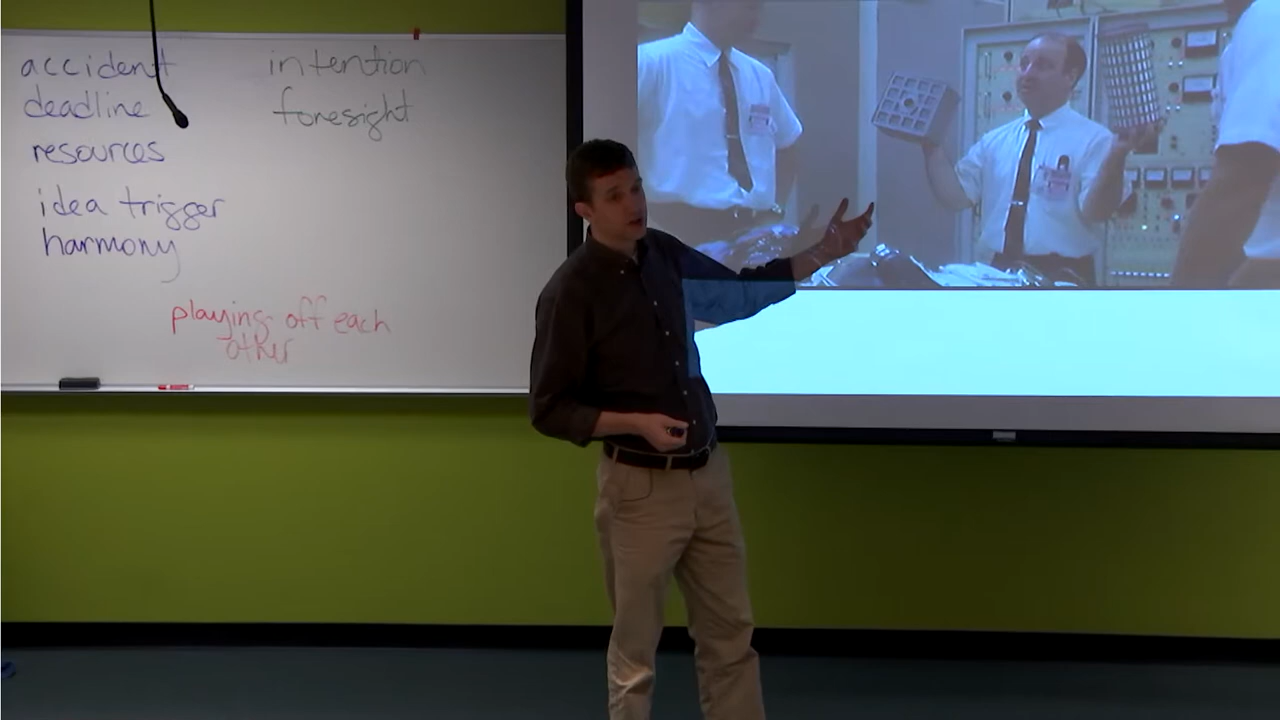 accident
deadline
resources
idea trigger
harmony
intention
foresight
playing off each
other